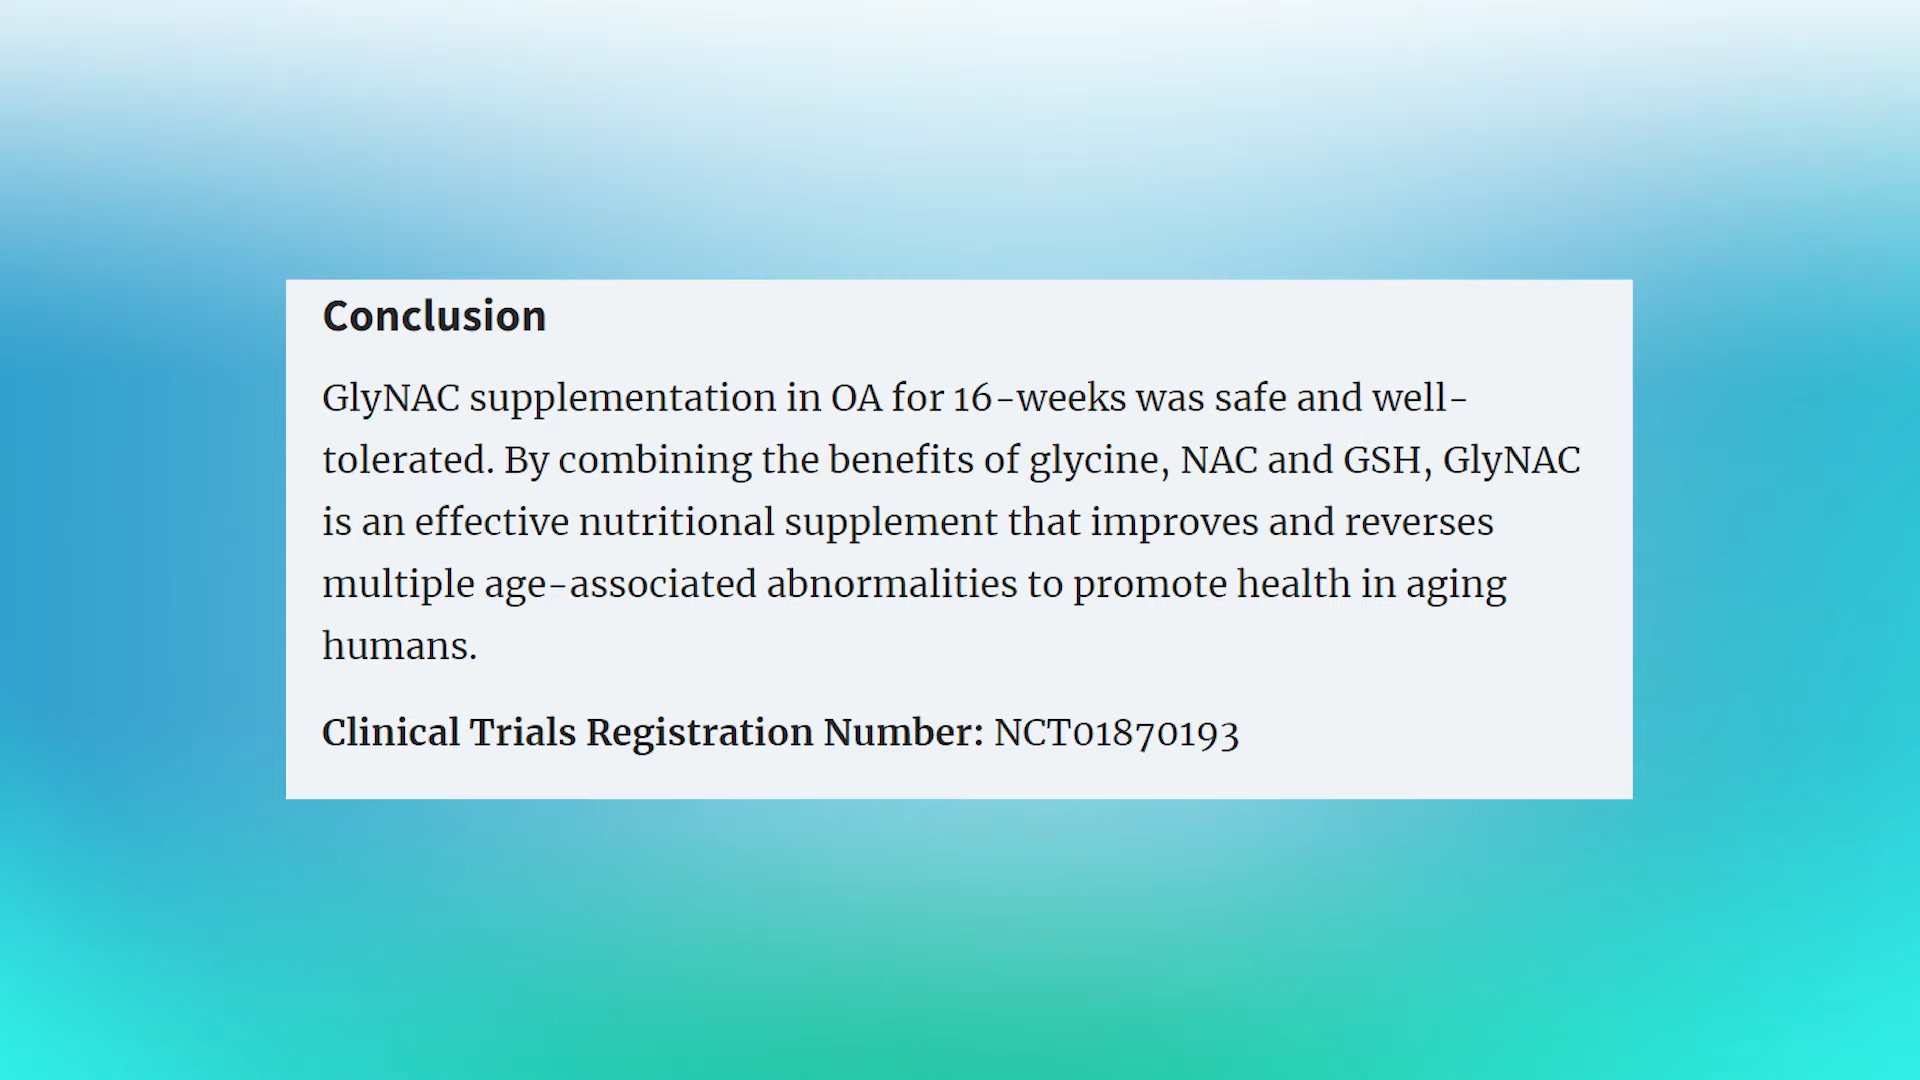 Conclusion
GlyNAC supplementation in OA for 16-weeks was safe and well-
tolerated. By combining the benefits of glycine, NAC and GSH, GlyNAC
is an effective nutritional supplement that improves and reverses
multiple age-associated abnormalities to promote health in aging
humans.
Clinical Trials Registration Number: NCT01870193